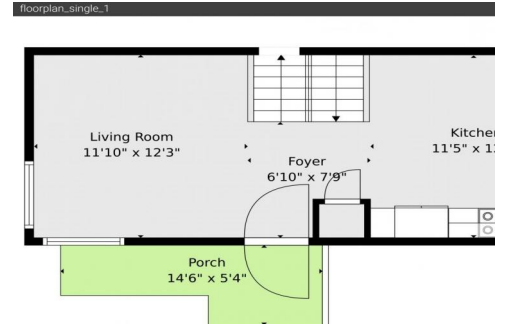 floorplan_single_1
Living Room
11'10" x 12'3"
Foyer
6'10" x 7'9"
Kitchen
11'5" x
Porch
14'6" x 5'4"